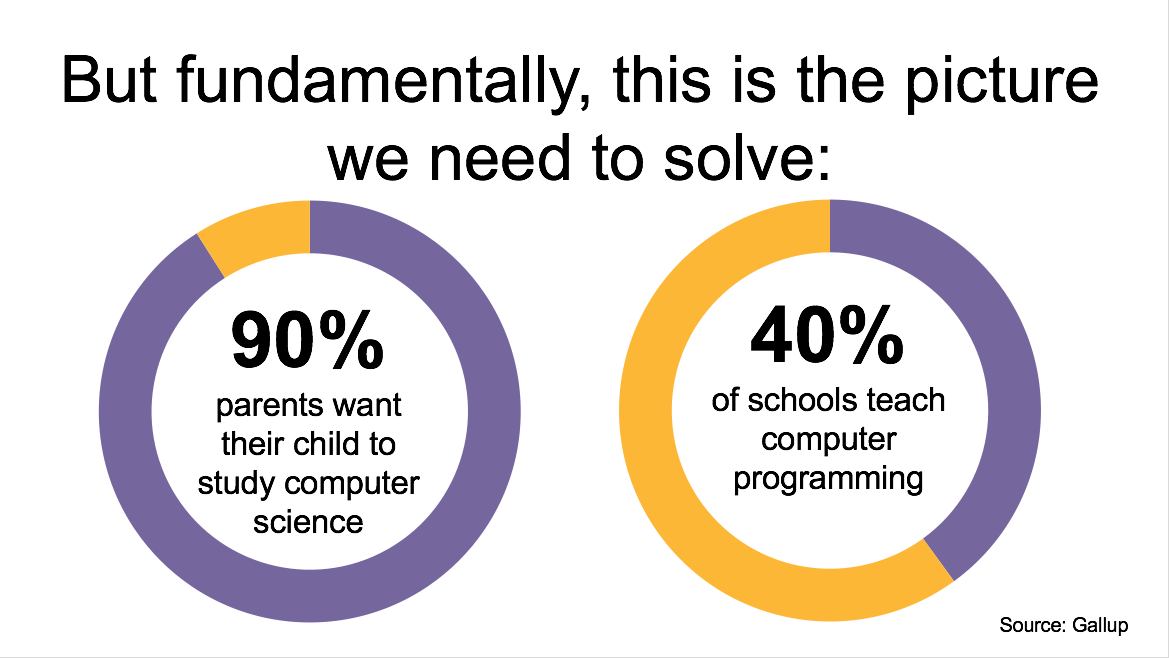 But fundamentally, this is the picture
we need to solve:
90%
parents want
their child to
study computer
science
40%
of schools teach
computer
programming
Source: Gallup